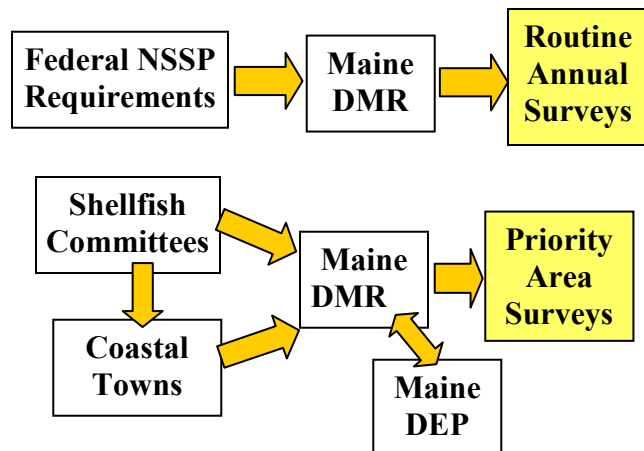 Federal NSSP
Requirements
Maine
DMR
Routine
Annual
Surveys
Shellfish
Committees
Coastal
Towns
Maine
DMR
Maine
DEP
Priority
Area
Surveys